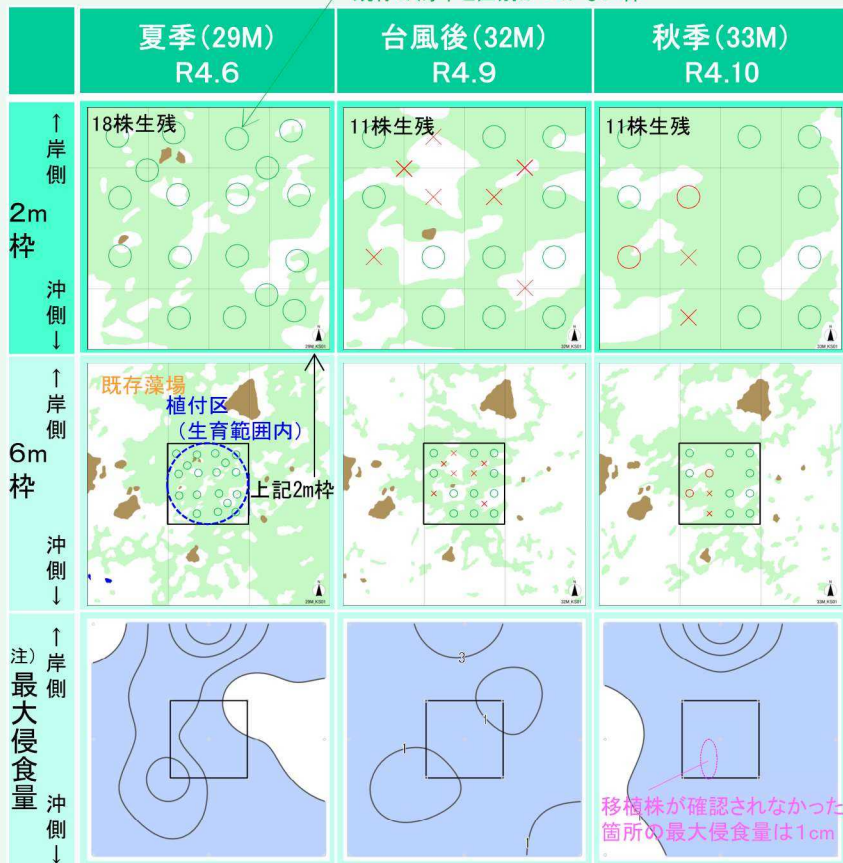 夏季(29M)
R4.6
台風後(32M)
R4.9
秋季(33M)
R4.10
↑岸側
2m枠
沖側↓
18株生残
11株生残
11株生残
↑岸側
6m枠
沖側↓
既存藻場
植付区
(生育範囲内)
上記2m枠
↑岸側
注)最大侵食量
沖側↓
1
3
1
1
移植株が確認されなかった
箇所の最大侵食量は1cm